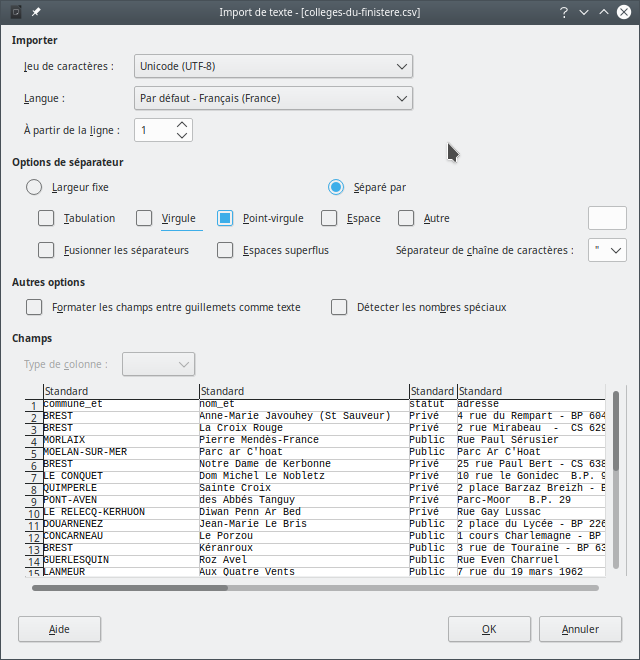 Import de texte - [colleges-du-finistere.csv]
Importer
Jeu de caractères : Unicode (UTF-8)
Langue : Par défaut - Français (France)
À partir de la ligne : 1
Options de séparateur
Largeur fixe Séparé par
Tabulation Virgule Point-virgule Espace Autre
Fusionner les séparateurs Espaces superflus Séparateur de chaîne de caractères : "
Autres options
Formater les champs entre guillemets comme texte Détecter les nombres spéciaux
Champs
Type de colonne :
Standard Standard Standard Standard
1 commune_et nom_et statut adresse
2 BREST Anne-Marie Javouhey (St Sauveur) Privé 4 rue du Rempart - BP 604
3 BREST La Croix Rouge Privé 2 rue Mirabeau - CS 629
4 MORLAIX Pierre Mendès-France Public Rue Paul Sérusier
5 MOELAN-SUR-MER Parc ar C'hoat Public Parc Ar C'Hoat
6 BREST Notre Dame de Kerbonne Privé 25 rue Paul Bert - CS 638
7 LE CONQUET Dom Michel Le Nobletz Privé 10 rue le Gonidec B.P. 9
8 QUIMPERLE Sainte Croix Privé 2 place Barzaz Breizh - B
9 PONT-AVEN des Abbés Tanguy Privé Parc-Moor B.P. 29
10 LE RELECQ-KERHUON Diwan Penn Ar Bed Privé Rue Gay Lussac
11 DOUARNENEZ Jean-Marie Le Bris Public 2 place du Lycée - BP 226
12 CONCARNEAU Le Porzou Public 1 cours Charlemagne - BP
13 BREST Kéranroux Public 3 rue de Touraine - BP 63
14 GUERLESQUIN Roz Avel Public Rue Even Charruel
15 LANMEUR Aux Quatre Vents Public 7 rue du 19 mars 1962
Aide OK Annuler